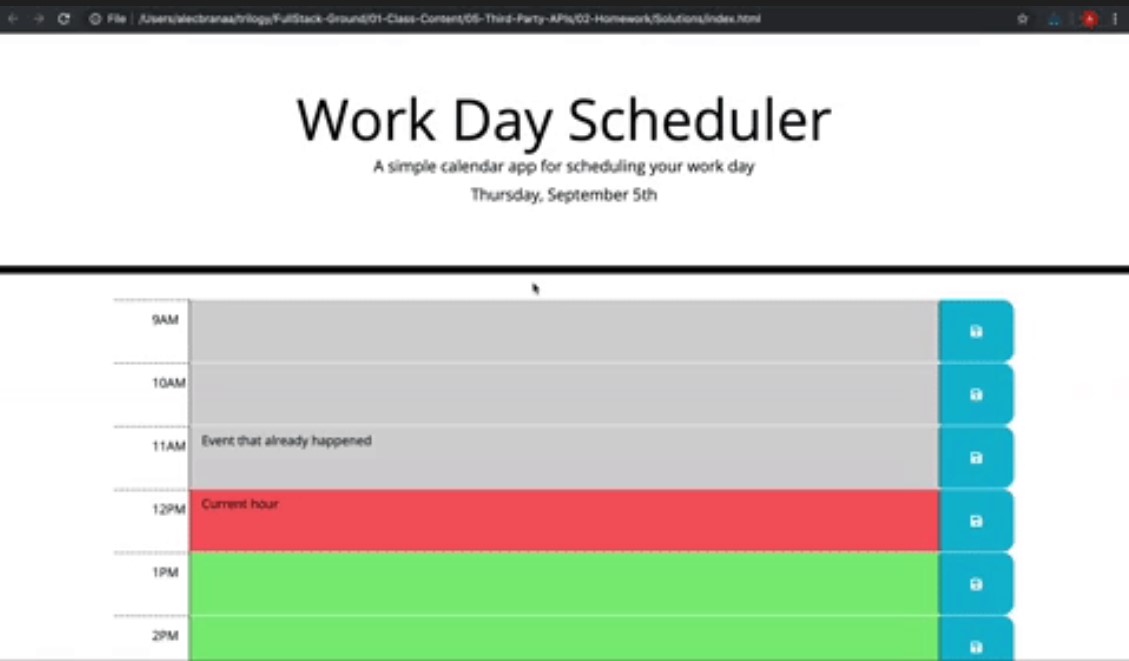 File | /Users/alecbranaa/trilogy/FullStack-Ground/01-Class-Content/05-Third-Party-APIs/02-Homework/Solutions/index.html
Work Day Scheduler
A simple calendar app for scheduling your work day
Thursday, September 5th
9AM
10AM
11AM Event that already happened
12PM Current hour
1PM
2PM